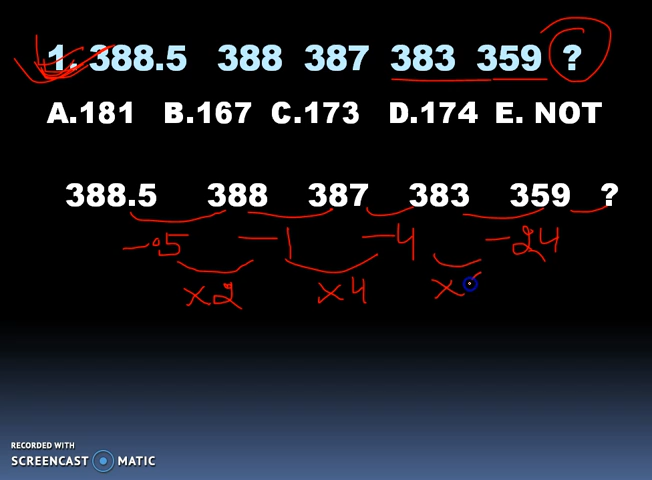 1. 388.5 388 387 383 359 ?
A.181 B.167 C.173 D.174 E. NOT
388.5 388 387 383 359 ?
-.5 -1 -4 -24
×2 ×4 ×
RECORDED WITH
SCREENCAST MATIC